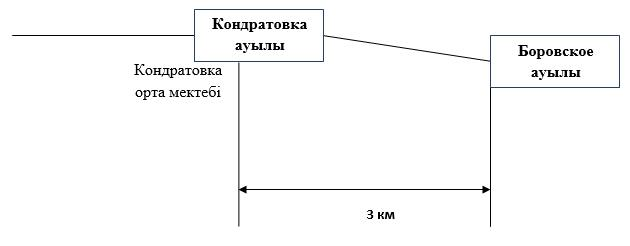 Кондратовка
ауылы
Боровское
ауылы
Кондратовка
орта мектебі
3 км